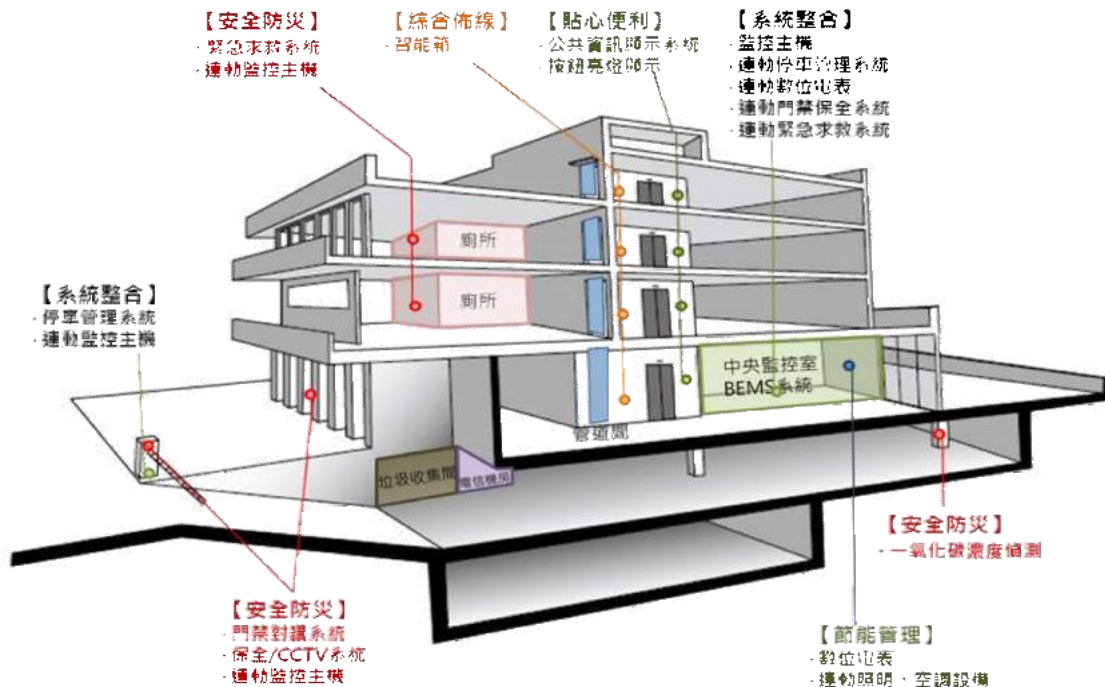 【安全防災】
·緊急求救系統
·連動監控主機
【綜合佈線】
·智能箱
【貼心便利】
·公共資訊顯示系統
·按鈕亮燈顯示
【系統整合】
·監控主機
·連動停車管理系統
·連動數位電表
·連動門禁保全系統
·連動緊急求救系統
廁所
廁所
【系統整合】
·停車管理系統
·連動監控主機
中央監控室
BEMS系統
管道間
垃圾收集間
電信機房
【安全防災】
·一氧化碳濃度偵測
【安全防災】
·門禁對講系統
·保全/CCTV系統
·連動監控主機
【節能管理】
·數位電表
·連動照明、空調設備